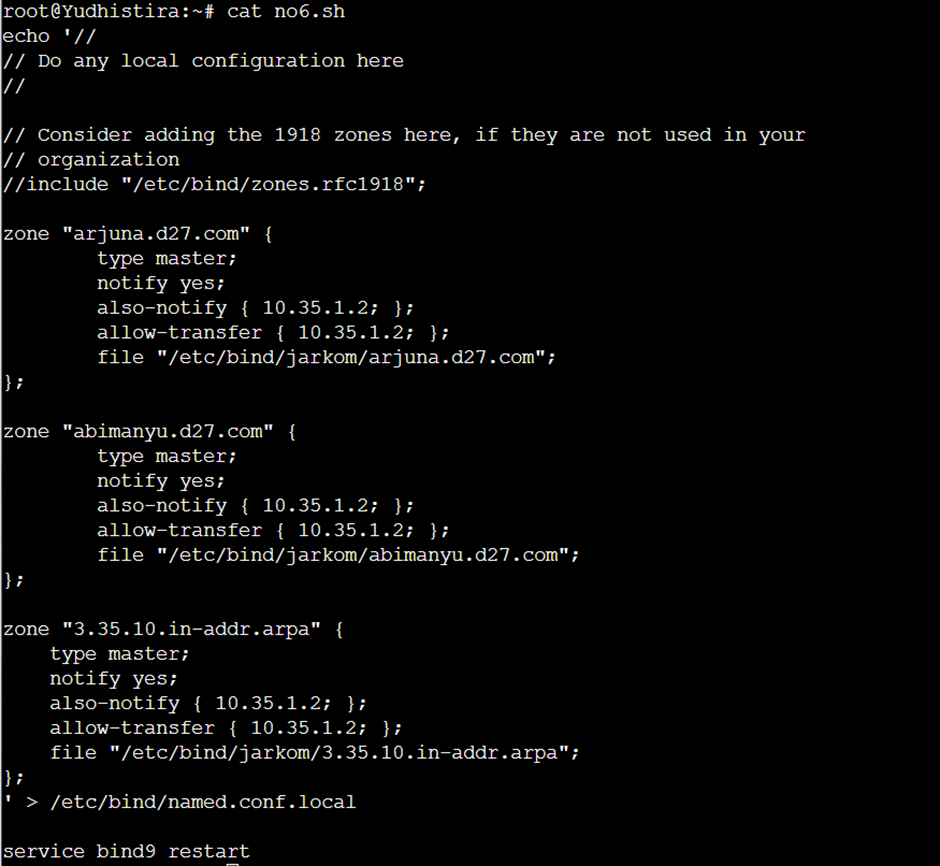 root@Yudhistira:~# cat no6.sh
echo '//
// Do any local configuration here
//
// Consider adding the 1918 zones here, if they are not used in your
// organization
//include "/etc/bind/zones.rfc1918";
zone "arjuna.d27.com" {
        type master;
        notify yes;
        also-notify { 10.35.1.2; };
        allow-transfer { 10.35.1.2; };
        file "/etc/bind/jarkom/arjuna.d27.com";
};
zone "abimanyu.d27.com" {
        type master;
        notify yes;
        also-notify { 10.35.1.2; };
        allow-transfer { 10.35.1.2; };
        file "/etc/bind/jarkom/abimanyu.d27.com";
};
zone "3.35.10.in-addr.arpa" {
    type master;
    notify yes;
    also-notify { 10.35.1.2; };
    allow-transfer { 10.35.1.2; };
    file "/etc/bind/jarkom/3.35.10.in-addr.arpa";
};
' > /etc/bind/named.conf.local
service bind9 restart